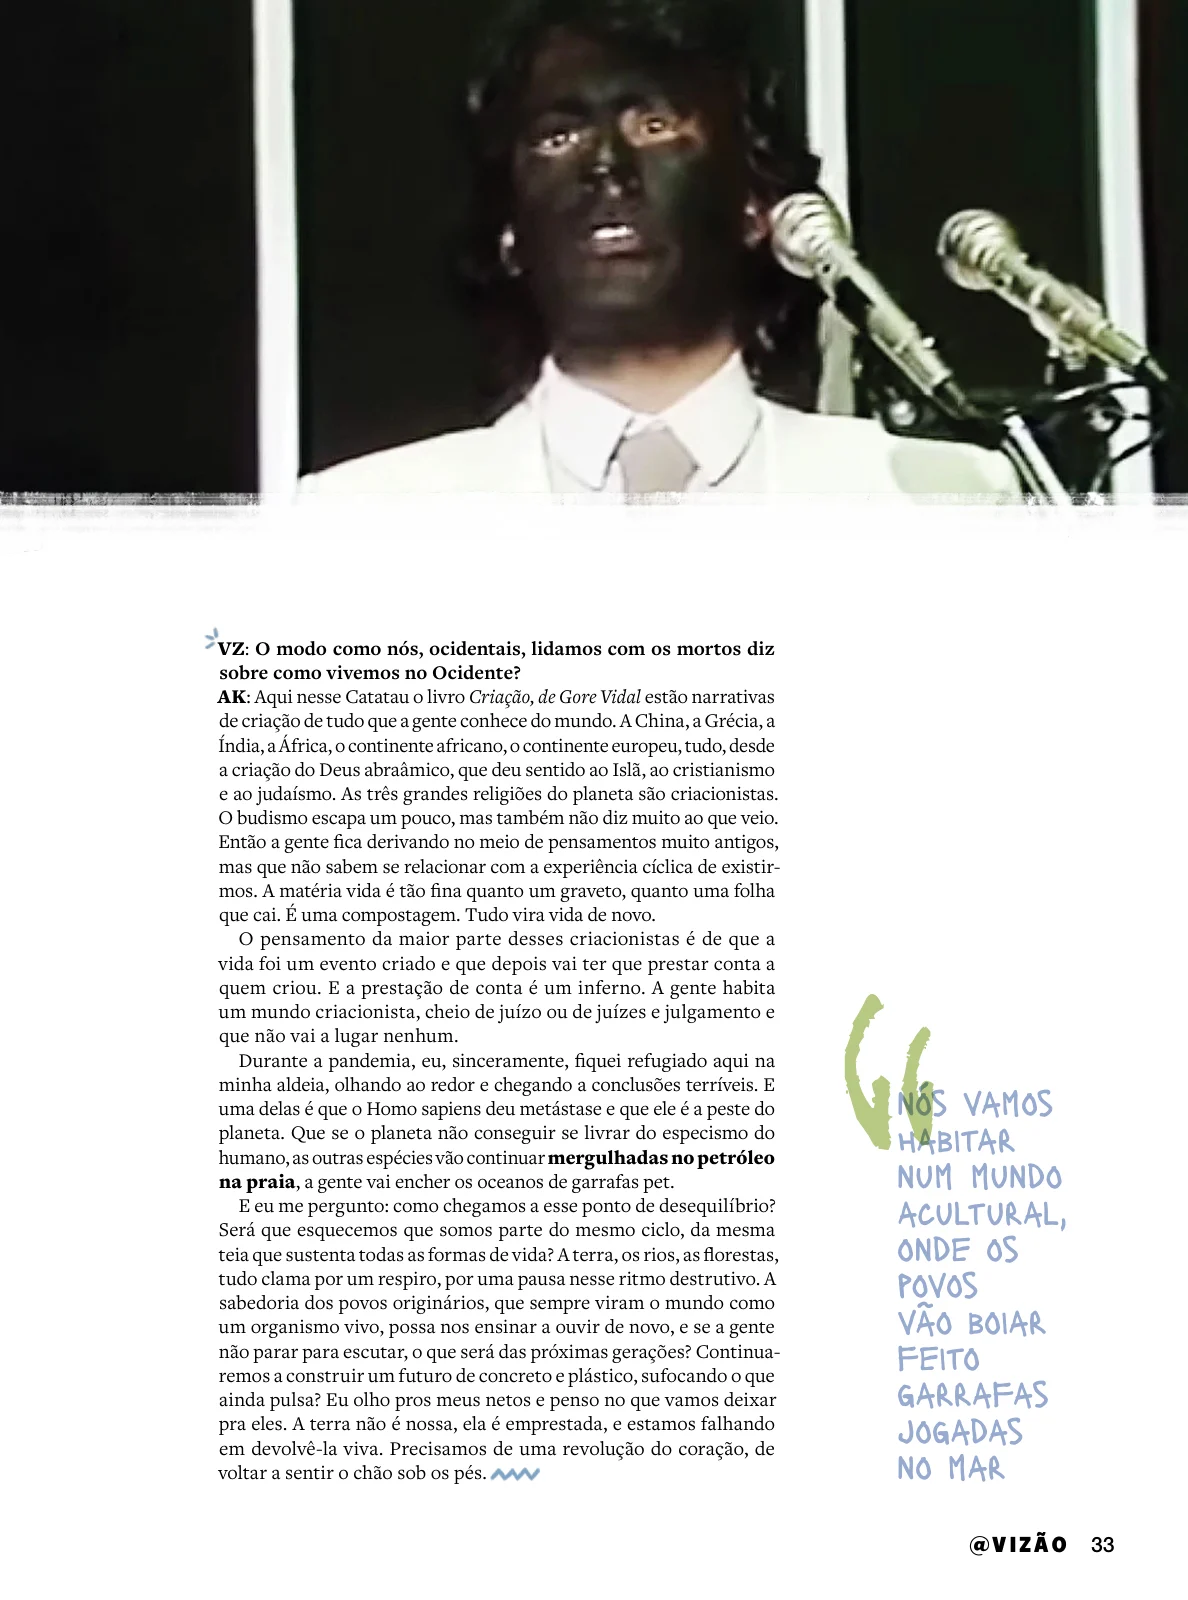 VZ: O modo como nós, ocidentais, lidamos com os mortos diz
sobre como vivemos no Ocidente?
AK: Aqui nesse Catatau o livro Criação, de Gore Vidal estão narrativas
de criação de tudo que a gente conhece do mundo. A China, a Grécia, a
Índia, a África, o continente africano, o continente europeu, tudo, desde
a criação do Deus abraâmico, que deu sentido ao Islã, ao cristianismo
e ao judaísmo. As três grandes religiões do planeta são criacionistas.
O budismo escapa um pouco, mas também não diz muito ao que veio.
Então a gente fica derivando no meio de pensamentos muito antigos,
mas que não sabem se relacionar com a experiência cíclica de existir-
mos. A matéria vida é tão fina quanto um graveto, quanto uma folha
que cai. É uma compostagem. Tudo vira vida de novo.
O pensamento da maior parte desses criacionistas é de que a
vida foi um evento criado e que depois vai ter que prestar conta a
quem criou. E a prestação de conta é um inferno. A gente habita
um mundo criacionista, cheio de juízo ou de juízes e julgamento e
que não vai a lugar nenhum.
Durante a pandemia, eu, sinceramente, fiquei refugiado aqui na
minha aldeia, olhando ao redor e chegando a conclusões terríveis. E
uma delas é que o Homo sapiens deu metástase e que ele é a peste do
planeta. Que se o planeta não conseguir se livrar do especismo do
humano, as outras espécies vão continuar mergulhadas no petróleo
na praia, a gente vai encher os oceanos de garrafas pet.
E eu me pergunto: como chegamos a esse ponto de desequilíbrio?
Será que esquecemos que somos parte do mesmo ciclo, da mesma
teia que sustenta todas as formas de vida? A terra, os rios, as florestas,
tudo clama por um respiro, por uma pausa nesse ritmo destrutivo. A
sabedoria dos povos originários, que sempre viram o mundo como
um organismo vivo, possa nos ensinar a ouvir de novo, e se a gente
não parar para escutar, o que será das próximas gerações? Continua-
remos a construir um futuro de concreto e plástico, sufocando o que
ainda pulsa? Eu olho pros meus netos e penso no que vamos deixar
pra eles. A terra não é nossa, ela é emprestada, e estamos falhando
em devolvê-la viva. Precisamos de uma revolução do coração, de
voltar a sentir o chão sob os pés.
NÓS VAMOS
HABITAR
NUM MUNDO
ACULTURAL,
ONDE OS
POVOS
VÃO BOIAR
FEITO
GARRAFAS
JOGADAS
NO MAR
@VIZÃO 33